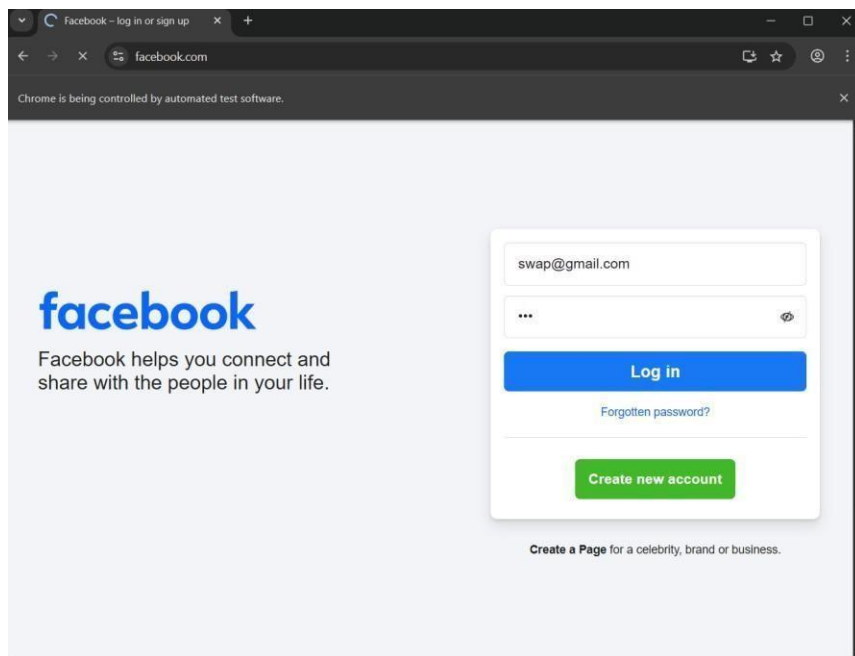 Facebook – log in or sign up
facebook.com
Chrome is being controlled by automated test software.
facebook
Facebook helps you connect and
share with the people in your life.
swap@gmail.com
•••
Log in
Forgotten password?
Create new account
Create a Page for a celebrity, brand or business.